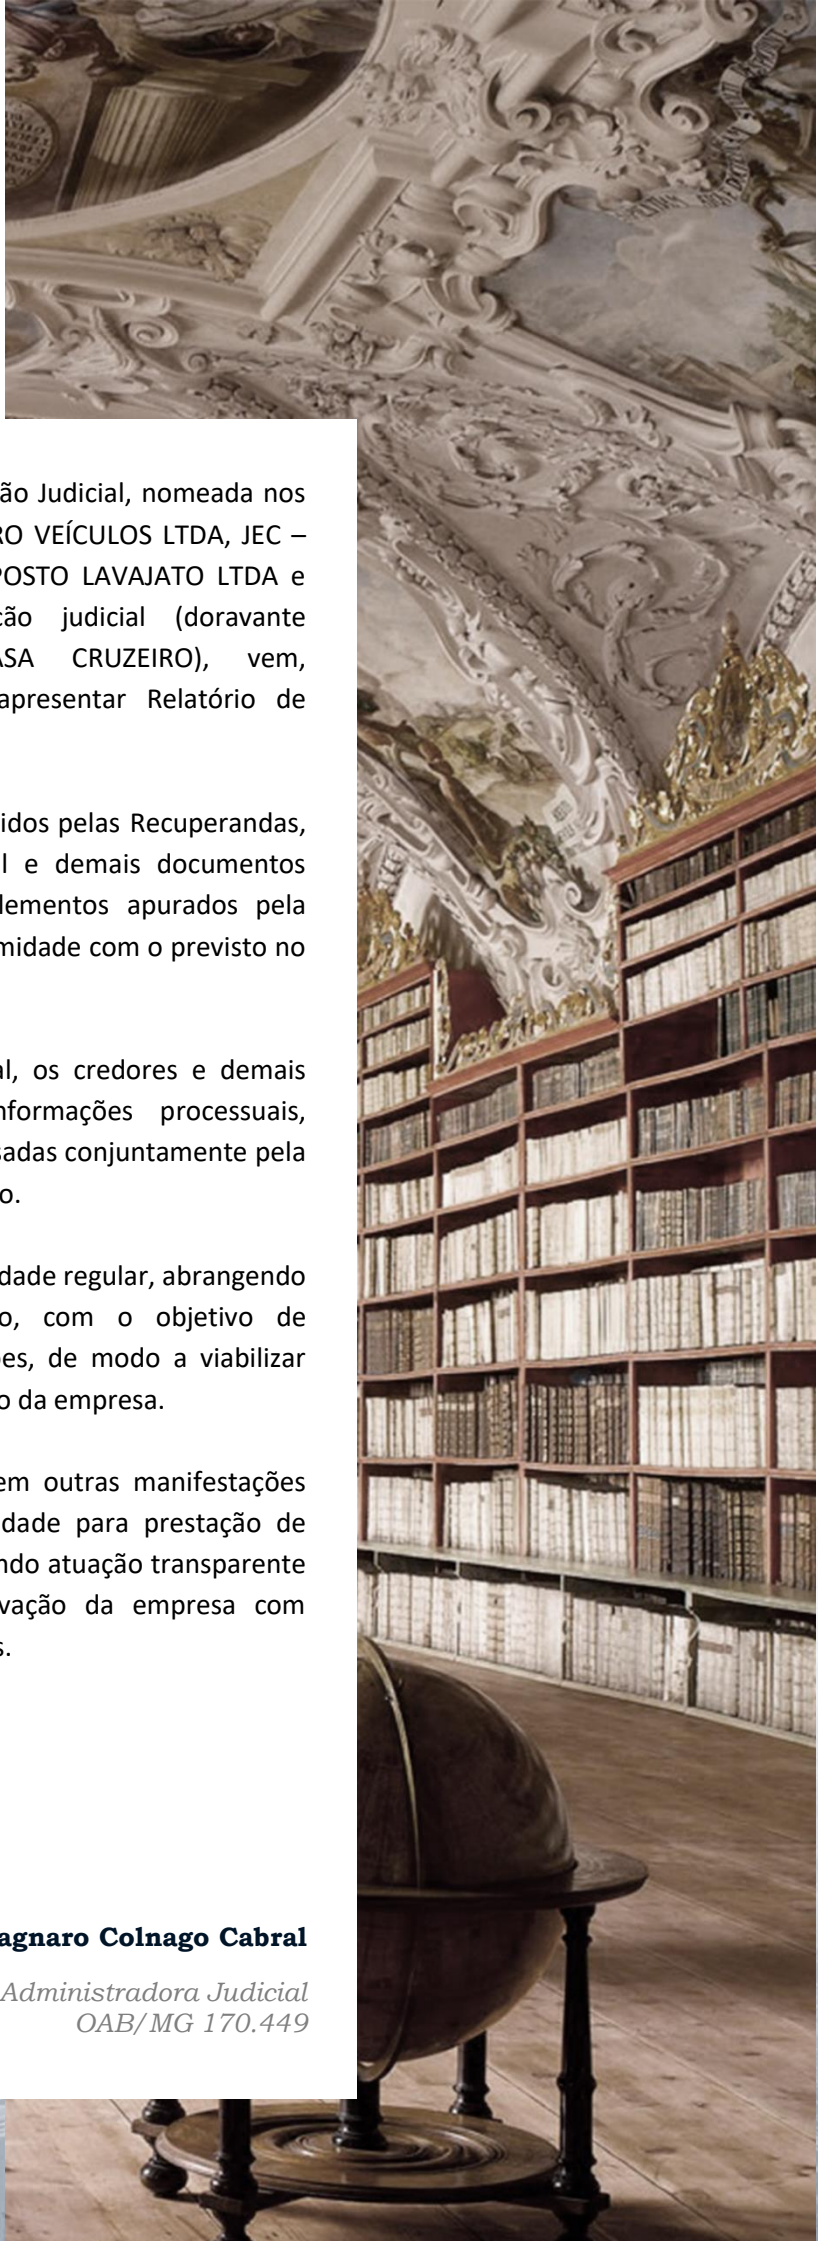 ão Judicial, nomeada nos
RO VEÍCULOS LTDA, JEC –
POSTO LAVAJATO LTDA e
ção judicial (doravante
ASA CRUZEIRO), vem,
apresentar Relatório de
idos pelas Recuperandas,
l e demais documentos
lementos apurados pela
midade com o previsto no
al, os credores e demais
nformações processuais,
sadas conjuntamente pela
o.
dade regular, abrangendo
o, com o objetivo de
ões, de modo a viabilizar
o da empresa.
em outras manifestações
idade para prestação de
ndo atuação transparente
vação da empresa com
s.
agnaro Colnago Cabral
Administradora Judicial
OAB/MG 170.449